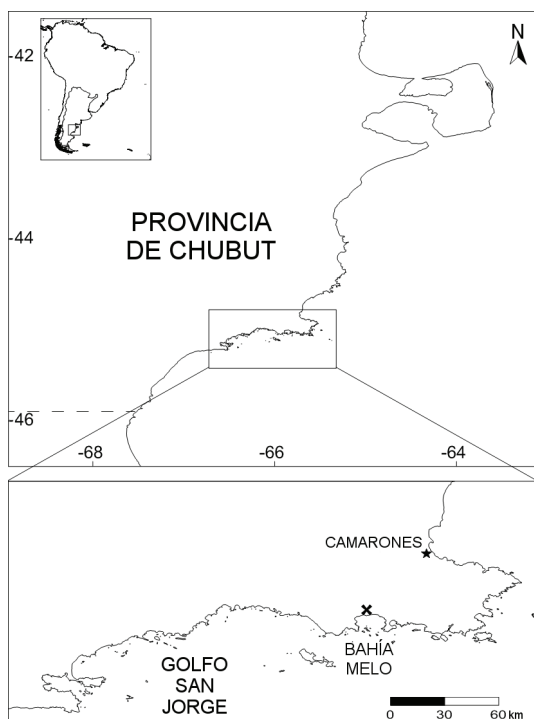 -42
N
PROVINCIA
DE CHUBUT
-44
-46
-68 -66 -64
CAMARONES
BAHÍA
MELO
GOLFO
SAN
JORGE
0 30 60 km